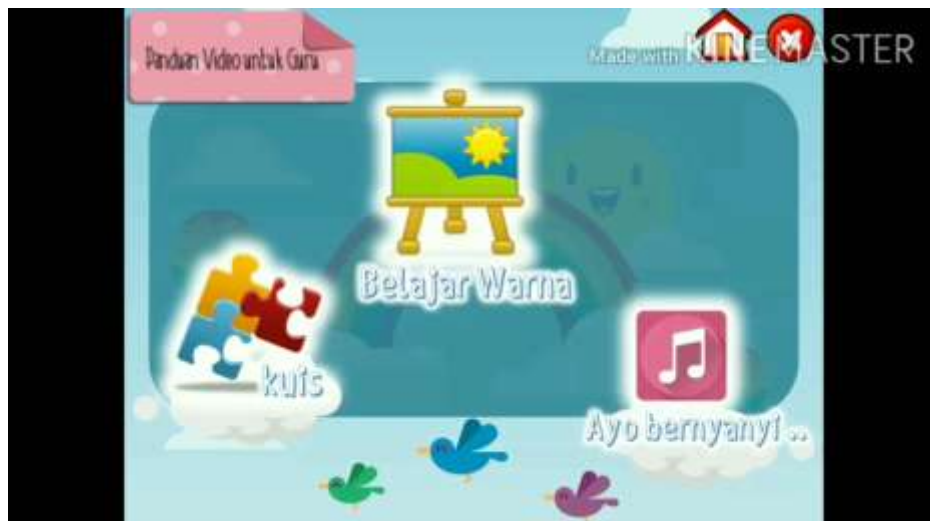 Panduan Video untuk Guru
Made with KINEMASTER
Belajar Warna
kuis
Ayo bernyanyi ..